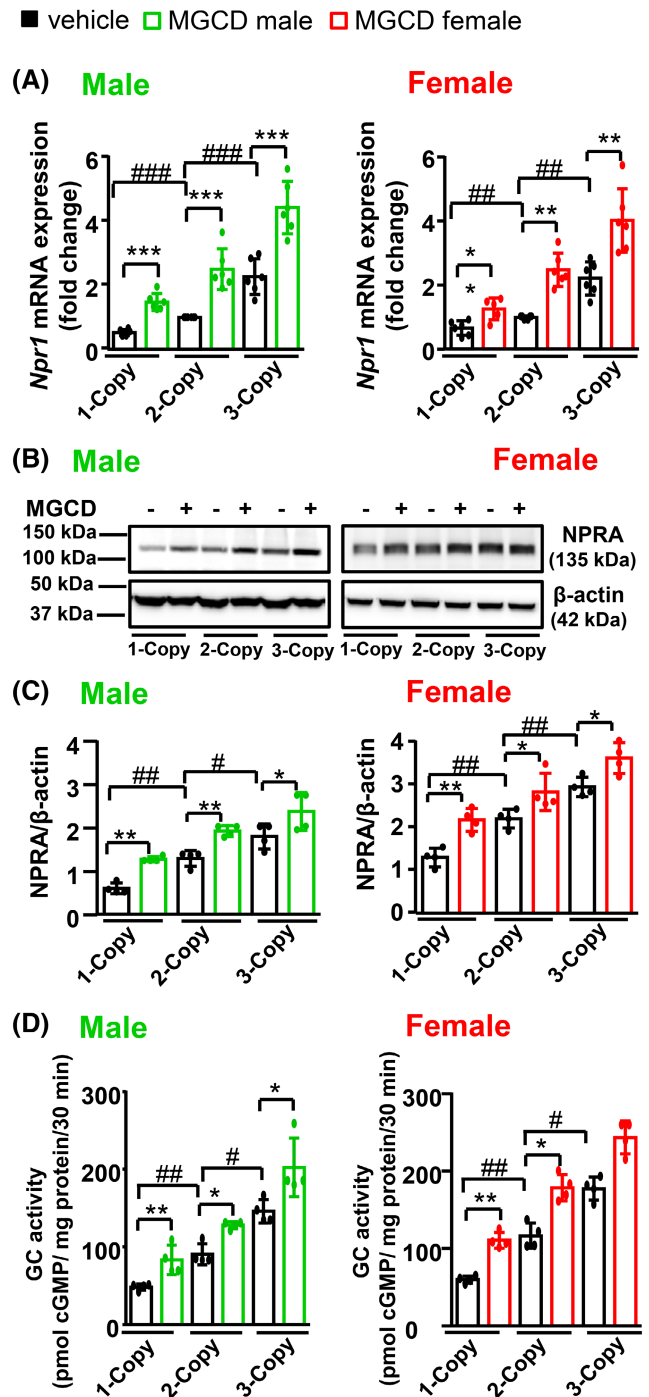 vehicle MGCD male MGCD female
(A) Male Female
Npr1 mRNA expression
(fold change)
6
4
2
0
###
###
***
***
***
1-Copy
2-Copy
3-Copy
Npr1 mRNA expression
(fold change)
6
4
2
0
##
##
*
*
**
**
1-Copy
2-Copy
3-Copy
(B) Male Female
MGCD - + - + - + - + - + - +
150 kDa
100 kDa
50 kDa
37 kDa
NPRA
(135 kDa)
β-actin
(42 kDa)
1-Copy 2-Copy 3-Copy 1-Copy 2-Copy 3-Copy
(C) Male Female
NPRA/β-actin
4
3
2
1
0
##
#
**
**
*
1-Copy
2-Copy
3-Copy
NPRA/β-actin
4
3
2
1
0
##
##
**
*
*
1-Copy
2-Copy
3-Copy
(D) Male Female
GC activity
(pmol cGMP/ mg protein/30 min)
300
200
100
0
##
#
**
*
*
1-Copy
2-Copy
3-Copy
GC activity
(pmol cGMP/ mg protein/30 min)
300
200
100
0
##
#
**
*
1-Copy
2-Copy
3-Copy